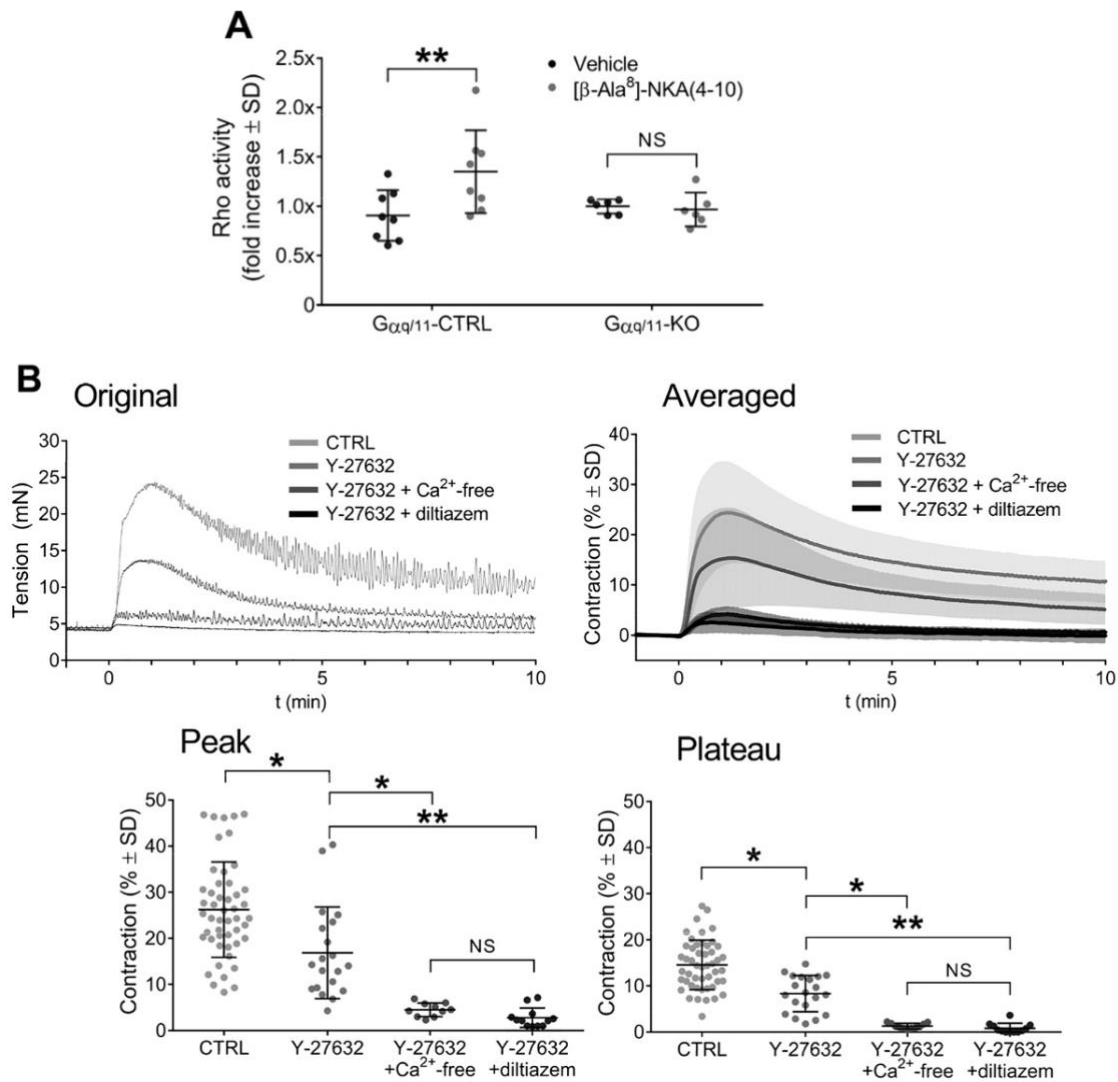 A
**
2.5x
2.0x
1.5x
1.0x
0.5x
0
Rho activity
(fold increase ± SD)
Vehicle
[β-Ala⁸]-NKA(4-10)
NS
Gαq/11-CTRL
Gαq/11-KO
B
Original
30
25
20
15
10
5
0
Tension (mN)
CTRL
Y-27632
Y-27632 + Ca²⁺-free
Y-27632 + diltiazem
0
5
10
t (min)
Averaged
40
30
20
10
0
Contraction (% ± SD)
CTRL
Y-27632
Y-27632 + Ca²⁺-free
Y-27632 + diltiazem
0
5
10
t (min)
Peak
*
*
**
NS
50
40
30
20
10
0
Contraction (% ± SD)
CTRL
Y-27632
Y-27632
+Ca²⁺-free
Y-27632
+diltiazem
Plateau
*
*
**
NS
50
40
30
20
10
0
Contraction (% ± SD)
CTRL
Y-27632
Y-27632
+Ca²⁺-free
Y-27632
+diltiazem